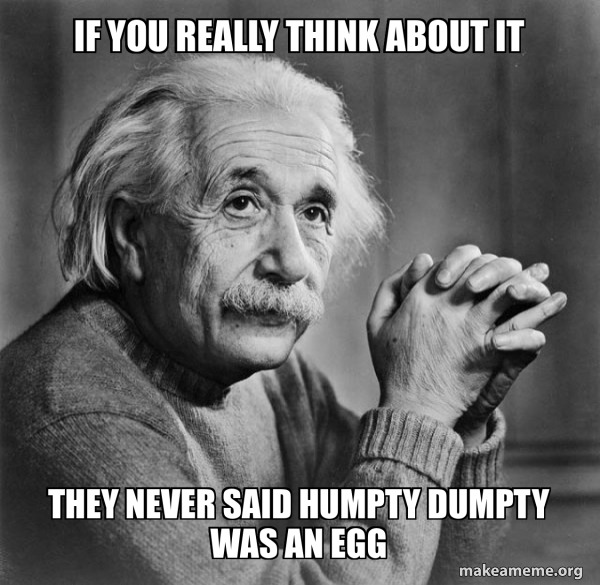 IF YOU REALLY THINK ABOUT IT
THEY NEVER SAID HUMPTY DUMPTY
WAS AN EGG
makeameme.org